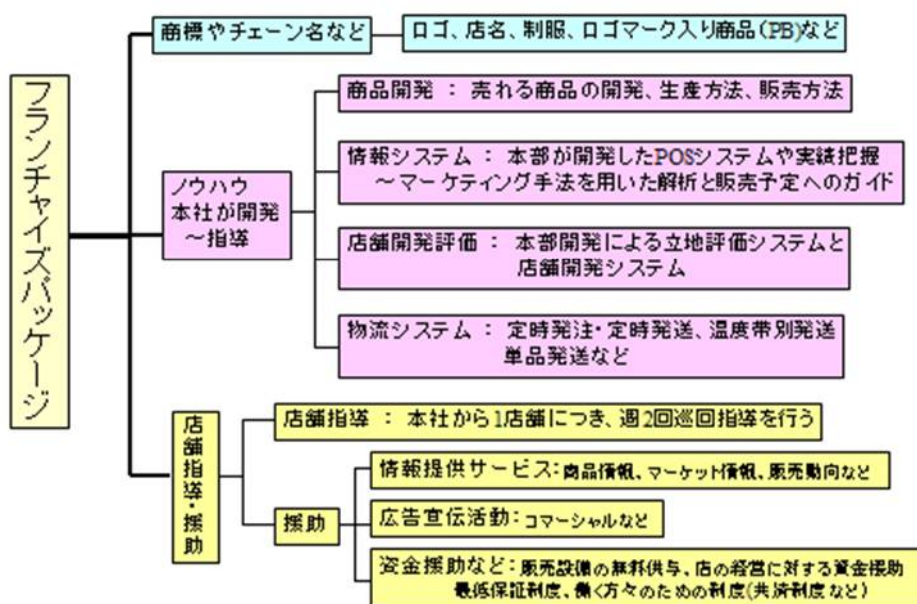 フランチャイズパッケージ
商標やチェーン名など
ロゴ、店名、制服、ロゴマーク入り商品(PB)など
ノウハウ
本社が開発
～指導
商品開発 : 売れる商品の開発、生産方法、販売方法
情報システム : 本部が開発したPOSシステムや実績把握
～マーケティング手法を用いた解析と販売予定へのガイド
店舗開発評価 : 本部開発による立地評価システムと
店舗開発システム
物流システム : 定時発注・定時発送、温度帯別発送
単品発送など
店舗指導・援助
店舗指導 : 本社から1店舗につき、週2回巡回指導を行う
援助
情報提供サービス:商品情報、マーケット情報、販売動向など
広告宣伝活動:コマーシャルなど
資金援助など:販売設備の無料供与、店の経営に対する資金援助
最低保証制度、働く方々のための制度(共済制度など)